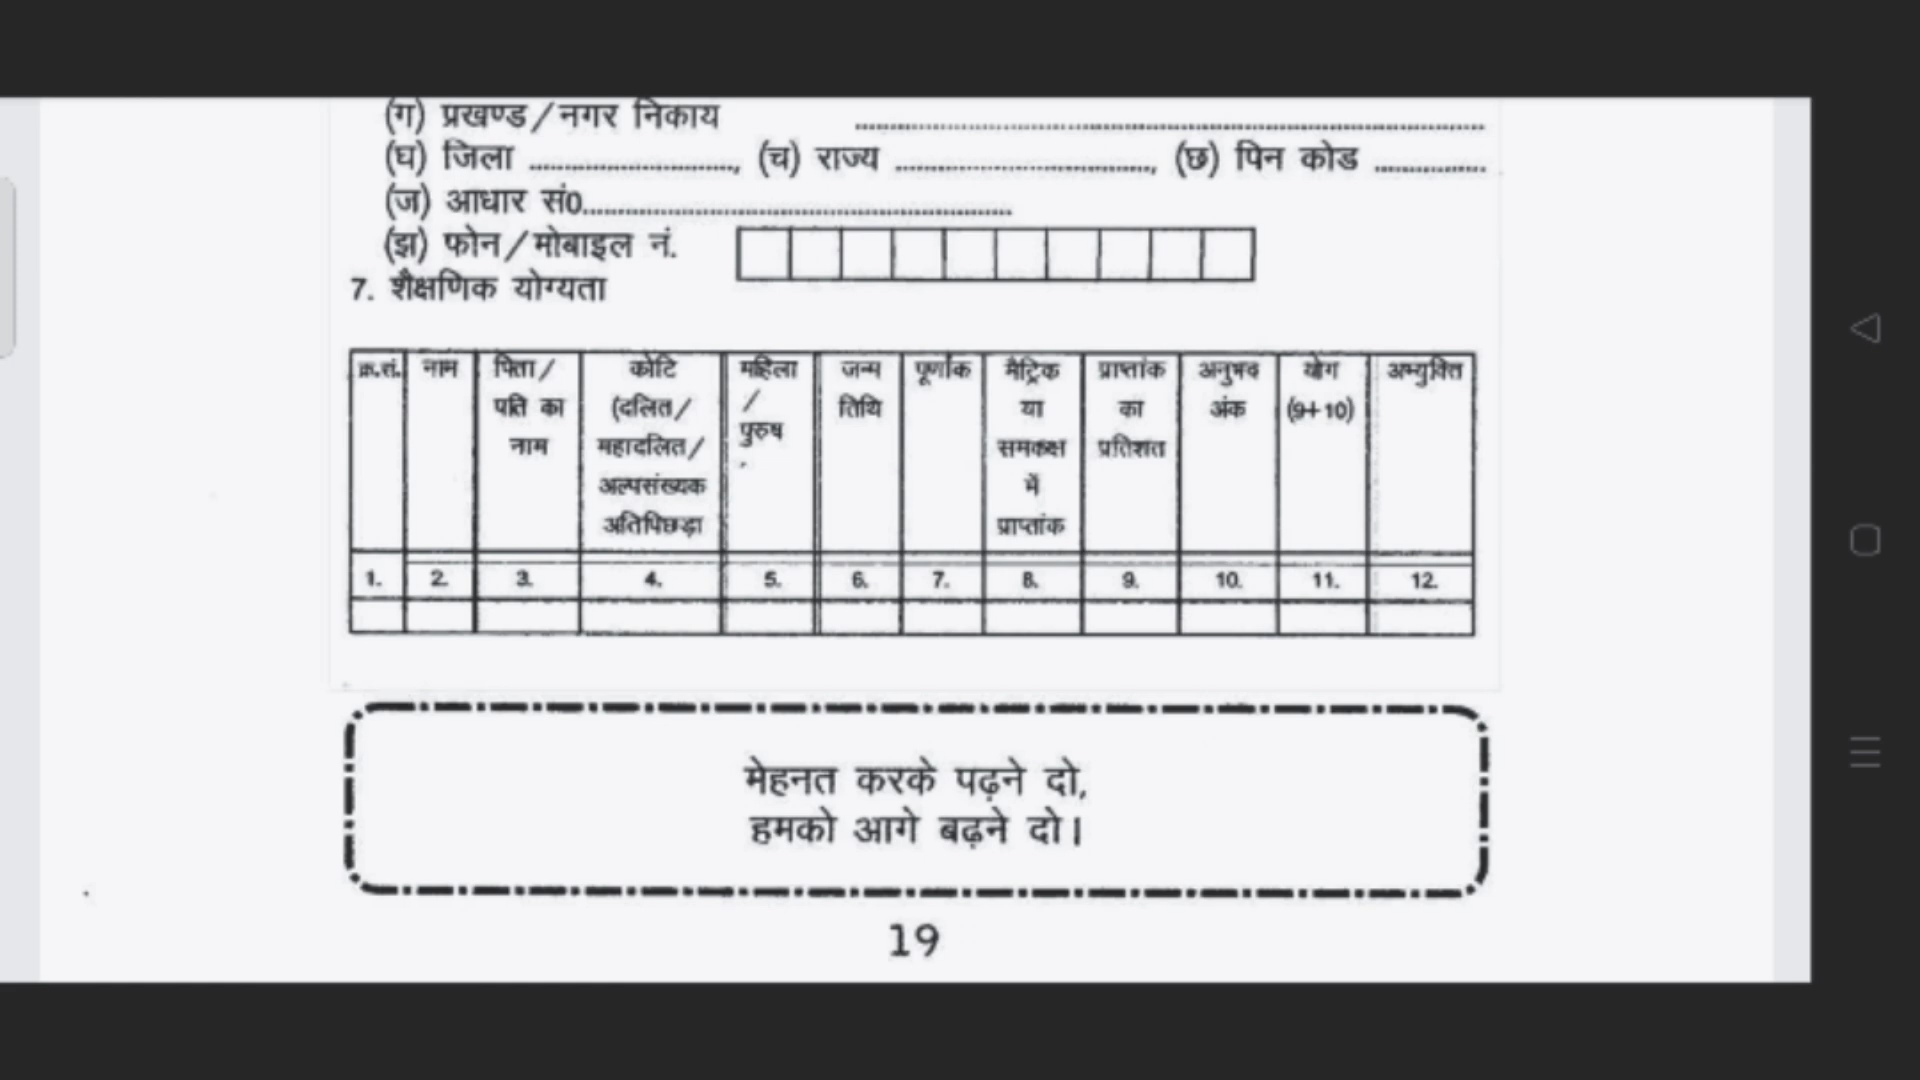 (ग) प्रखण्ड/नगर निकाय ....................
(घ) जिला ...................., (च) राज्य ...................., (छ) पिन कोड ............
(ज) आधार सं0....................
(झ) फोन/मोबाइल नं.
7. शैक्षणिक योग्यता
क्र.सं. नाम पिता/ कोटि महिला जन्म पूर्णांक मैट्रिक प्राप्तांक अनुभव योग अभ्युक्ति
पति का (दलित/ / तिथि या का अंक (9+10)
नाम महादलित/ पुरुष समकक्ष प्रतिशत
अल्पसंख्यक में
अतिपिछड़ा प्राप्तांक
1. 2. 3. 4. 5. 6. 7. 8. 9. 10. 11. 12.
मेहनत करके पढ़ने दो,
हमको आगे बढ़ने दो।
19